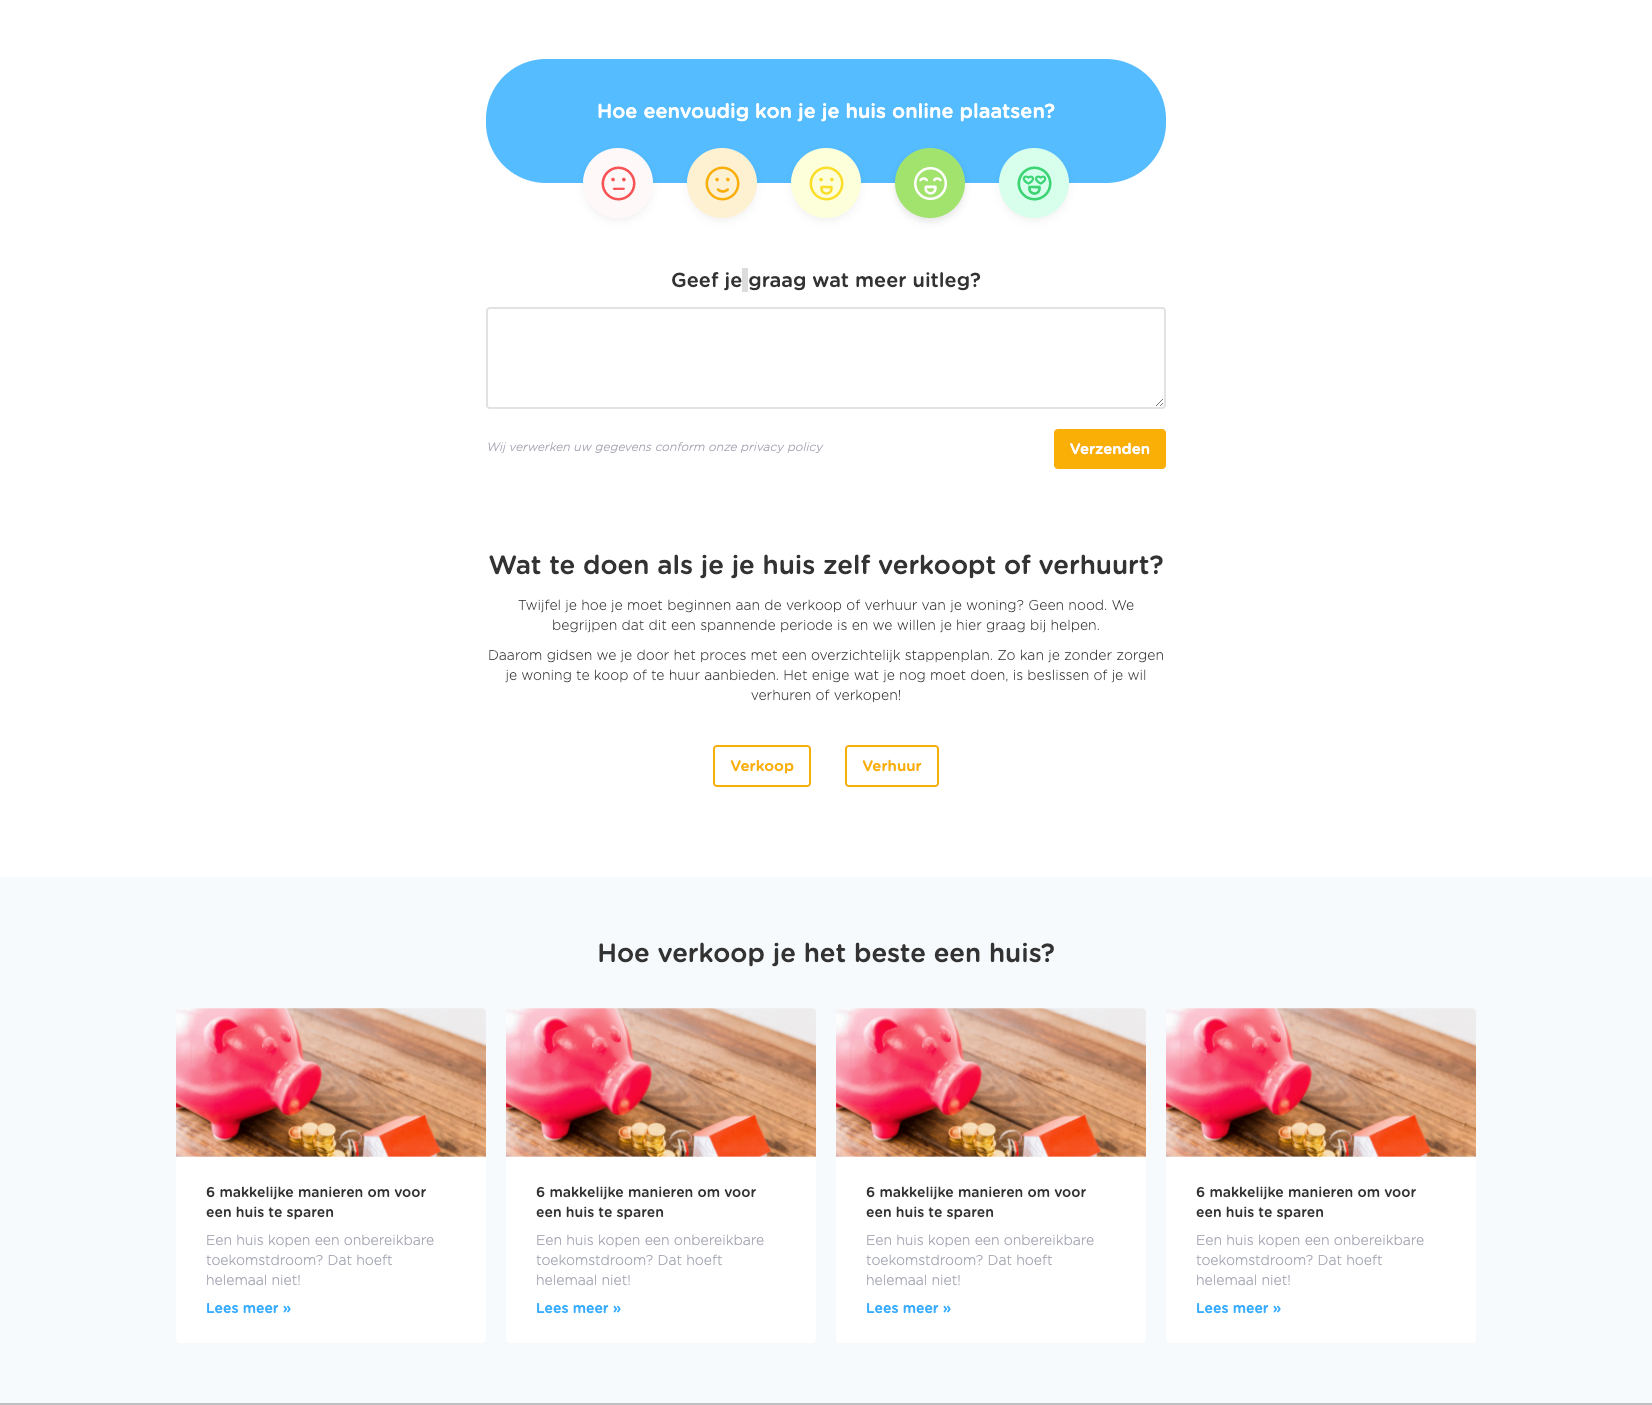 Hoe eenvoudig kon je je huis online plaatsen?
Geef je graag wat meer uitleg?
Wij verwerken uw gegevens conform onze privacy policy
Verzenden
Wat te doen als je je huis zelf verkoopt of verhuurt?
Twijfel je hoe je moet beginnen aan de verkoop of verhuur van je woning? Geen nood. We
begrijpen dat dit een spannende periode is en we willen je hier graag bij helpen.
Daarom gidsen we je door het proces met een overzichtelijk stappenplan. Zo kan je zonder zorgen
je woning te koop of te huur aanbieden. Het enige wat je nog moet doen, is beslissen of je wil
verhuren of verkopen!
Verkoop
Verhuur
Hoe verkoop je het beste een huis?
6 makkelijke manieren om voor
een huis te sparen
Een huis kopen een onbereikbare
toekomstdroom? Dat hoeft
helemaal niet!
Lees meer »
6 makkelijke manieren om voor
een huis te sparen
Een huis kopen een onbereikbare
toekomstdroom? Dat hoeft
helemaal niet!
Lees meer »
6 makkelijke manieren om voor
een huis te sparen
Een huis kopen een onbereikbare
toekomstdroom? Dat hoeft
helemaal niet!
Lees meer »
6 makkelijke manieren om voor
een huis te sparen
Een huis kopen een onbereikbare
toekomstdroom? Dat hoeft
helemaal niet!
Lees meer »